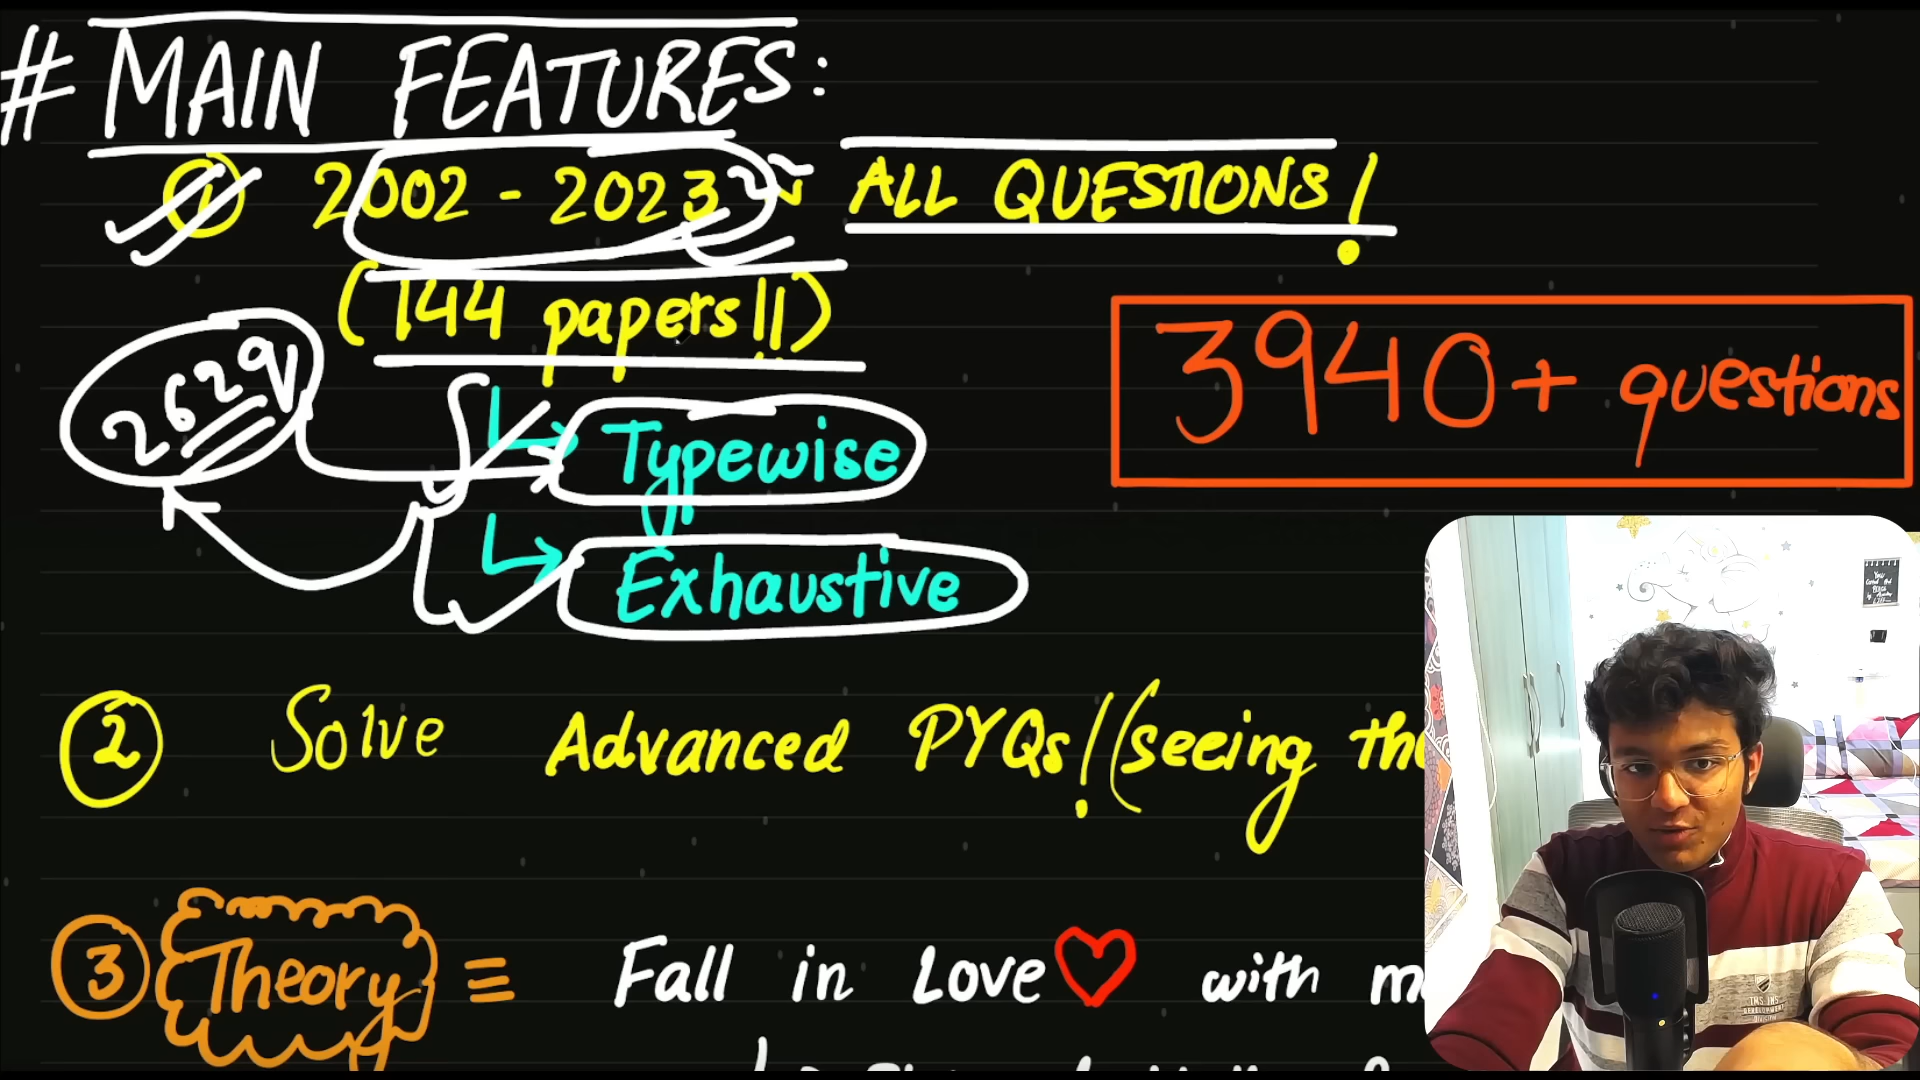 # MAIN FEATURES:
① 2002 - 2023 ALL QUESTIONS!
(144 papers!!)
3940+ questions
262q
Typewise
Exhaustive
② Solve Advanced PYQs! (seeing the
③ Theory ≡ Fall in Love ♡ with m